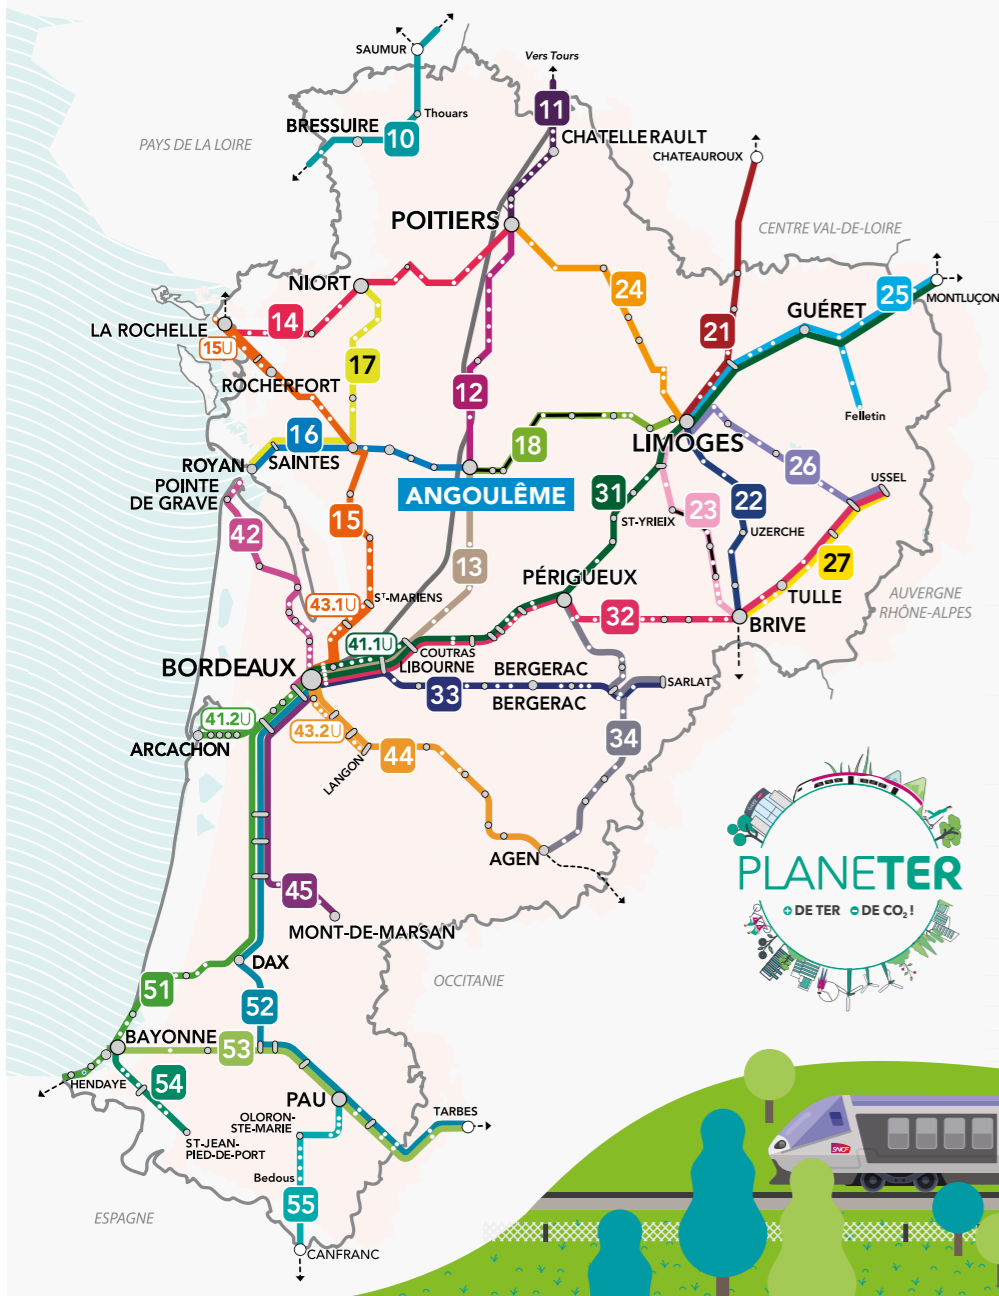 SAUMUR
Vers Tours
Thouars
11
BRESSUIRE
10
CHATELLERAULT
PAYS DE LA LOIRE
CHATEAUROUX
POITIERS
CENTRE VAL-DE-LOIRE
NIORT
24
25
MONTLUÇON
GUÉRET
LA ROCHELLE
14
21
15U
17
ROCHERFORT
12
Felletin
16
18
LIMOGES
ROYAN
SAINTES
26
POINTE
DE GRAVE
ANGOULÊME
31
USSEL
15
ST-YRIEIX
23
22
42
UZERCHE
13
27
PÉRIGUEUX
AUVERGNE
RHÔNE-ALPES
43.1U
ST-MARIENS
TULLE
32
BRIVE
41.1U
COUTRAS
BORDEAUX
LIBOURNE
BERGERAC
SARLAT
33
BERGERAC
41.2U
43.2U
34
ARCACHON
44
LANGON
AGEN
PLANETER
+ DE TER - DE CO2 !
45
MONT-DE-MARSAN
DAX
OCCITANIE
51
52
BAYONNE
53
HENDAYE
54
PAU
OLORON-
STE-MARIE
TARBES
ST-JEAN-
PIED-DE-PORT
SNCF
Bedous
55
ESPAGNE
CANFRANC